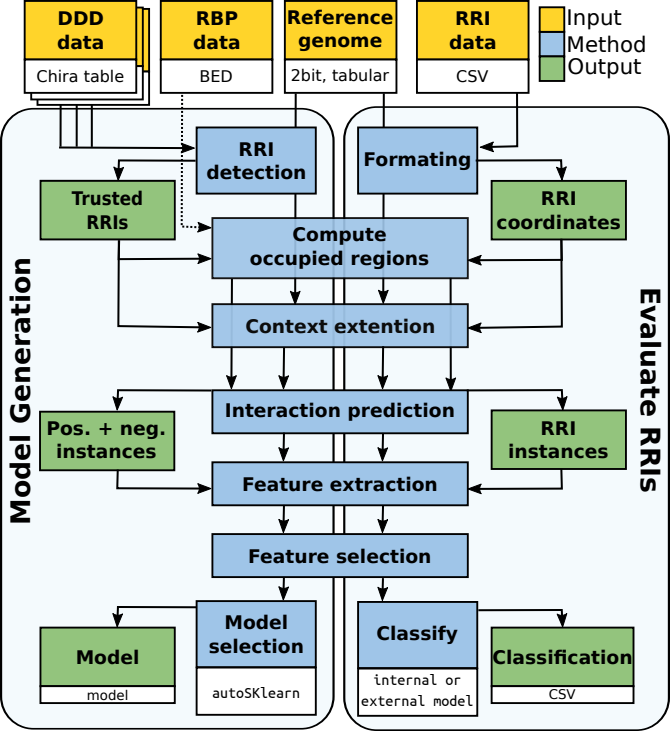 DDD
data
Chira table
RBP
data
BED
Reference
genome
2bit, tabular
RRI
data
CSV
Input
Method
Output
RRI
detection
Formating
Trusted
RRIs
RRI
coordinates
Compute
occupied regions
Context extention
Model Generation
Evaluate RRIs
Interaction prediction
Pos. + neg.
instances
RRI
instances
Feature extraction
Feature selection
Model
selection
autoSKlearn
Classify
internal or
external model
Model
model
Classification
CSV